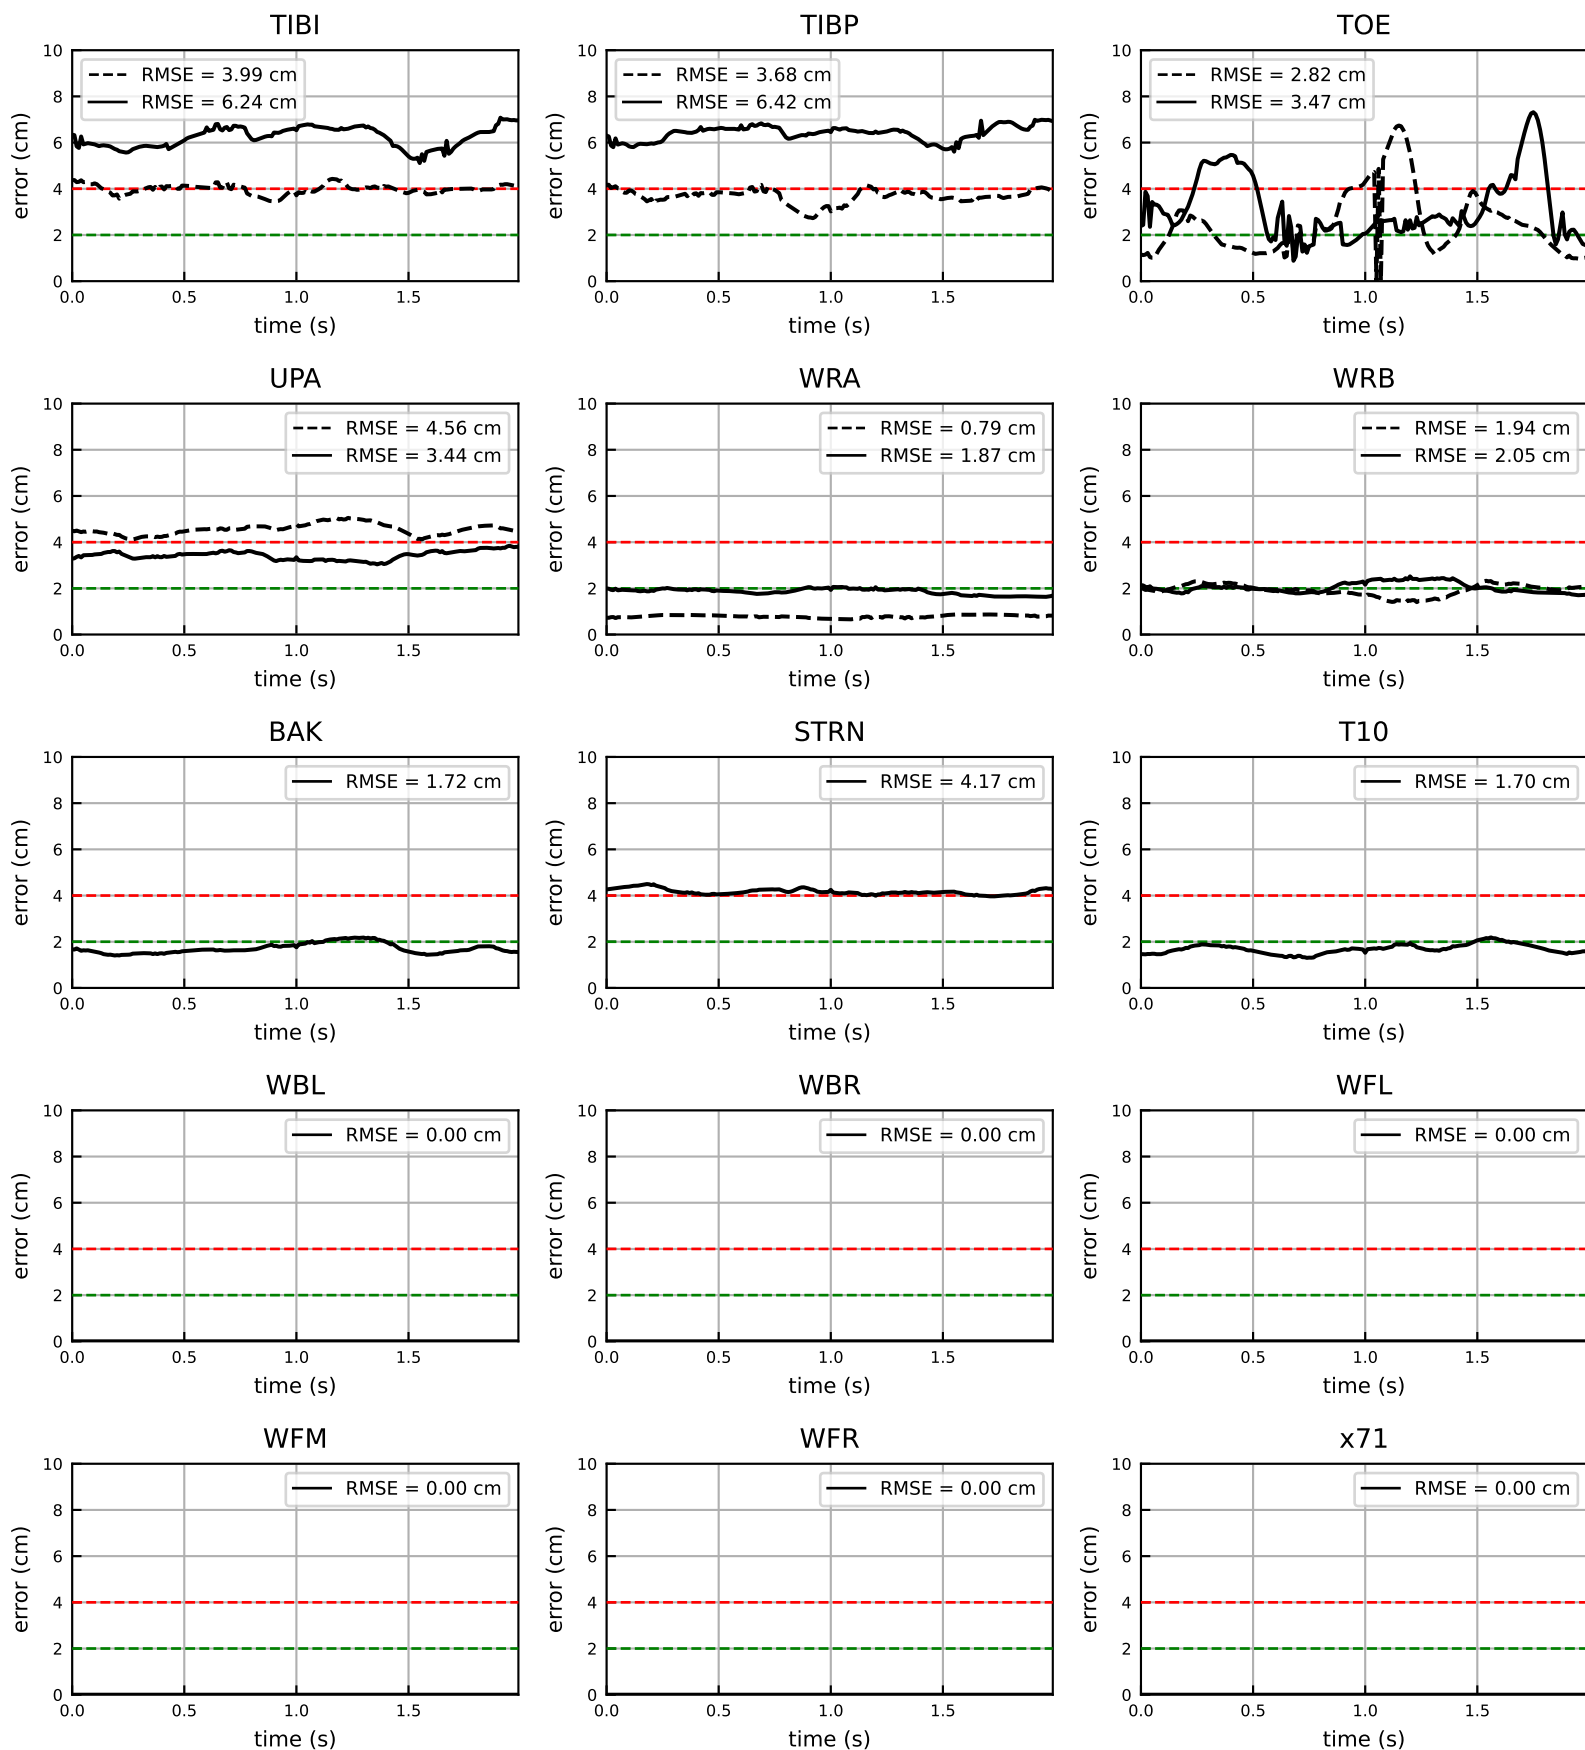 TIBI
RMSE = 3.99 cm
RMSE = 6.24 cm
error (cm)
10
8
6
4
2
0
0.0 0.5 1.0 1.5
time (s)
TIBP
RMSE = 3.68 cm
RMSE = 6.42 cm
error (cm)
10
8
6
4
2
0
0.0 0.5 1.0 1.5
time (s)
TOE
RMSE = 2.82 cm
RMSE = 3.47 cm
error (cm)
10
8
6
4
2
0
0.0 0.5 1.0 1.5
time (s)
UPA
RMSE = 4.56 cm
RMSE = 3.44 cm
error (cm)
10
8
6
4
2
0
0.0 0.5 1.0 1.5
time (s)
WRA
RMSE = 0.79 cm
RMSE = 1.87 cm
error (cm)
10
8
6
4
2
0
0.0 0.5 1.0 1.5
time (s)
WRB
RMSE = 1.94 cm
RMSE = 2.05 cm
error (cm)
10
8
6
4
2
0
0.0 0.5 1.0 1.5
time (s)
BAK
RMSE = 1.72 cm
error (cm)
10
8
6
4
2
0
0.0 0.5 1.0 1.5
time (s)
STRN
RMSE = 4.17 cm
error (cm)
10
8
6
4
2
0
0.0 0.5 1.0 1.5
time (s)
T10
RMSE = 1.70 cm
error (cm)
10
8
6
4
2
0
0.0 0.5 1.0 1.5
time (s)
WBL
RMSE = 0.00 cm
error (cm)
10
8
6
4
2
0
0.0 0.5 1.0 1.5
time (s)
WBR
RMSE = 0.00 cm
error (cm)
10
8
6
4
2
0
0.0 0.5 1.0 1.5
time (s)
WFL
RMSE = 0.00 cm
error (cm)
10
8
6
4
2
0
0.0 0.5 1.0 1.5
time (s)
WFM
RMSE = 0.00 cm
error (cm)
10
8
6
4
2
0
0.0 0.5 1.0 1.5
time (s)
WFR
RMSE = 0.00 cm
error (cm)
10
8
6
4
2
0
0.0 0.5 1.0 1.5
time (s)
x71
RMSE = 0.00 cm
error (cm)
10
8
6
4
2
0
0.0 0.5 1.0 1.5
time (s)